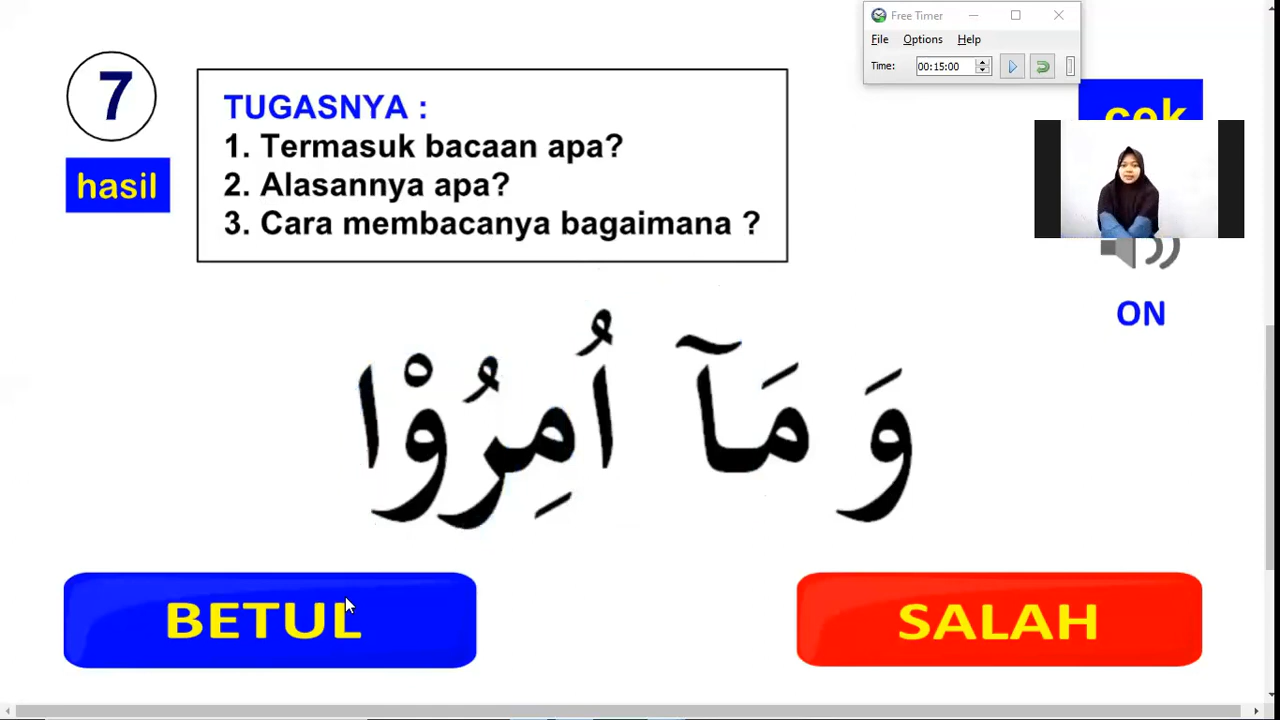 Free Timer
File Options Help
Time: 00:15:00
7
hasil
TUGASNYA :
1. Termasuk bacaan apa?
2. Alasannya apa?
3. Cara membacanya bagaimana ?
cek
ON
وَ مَآ أُمِرُوْا
BETUL
SALAH